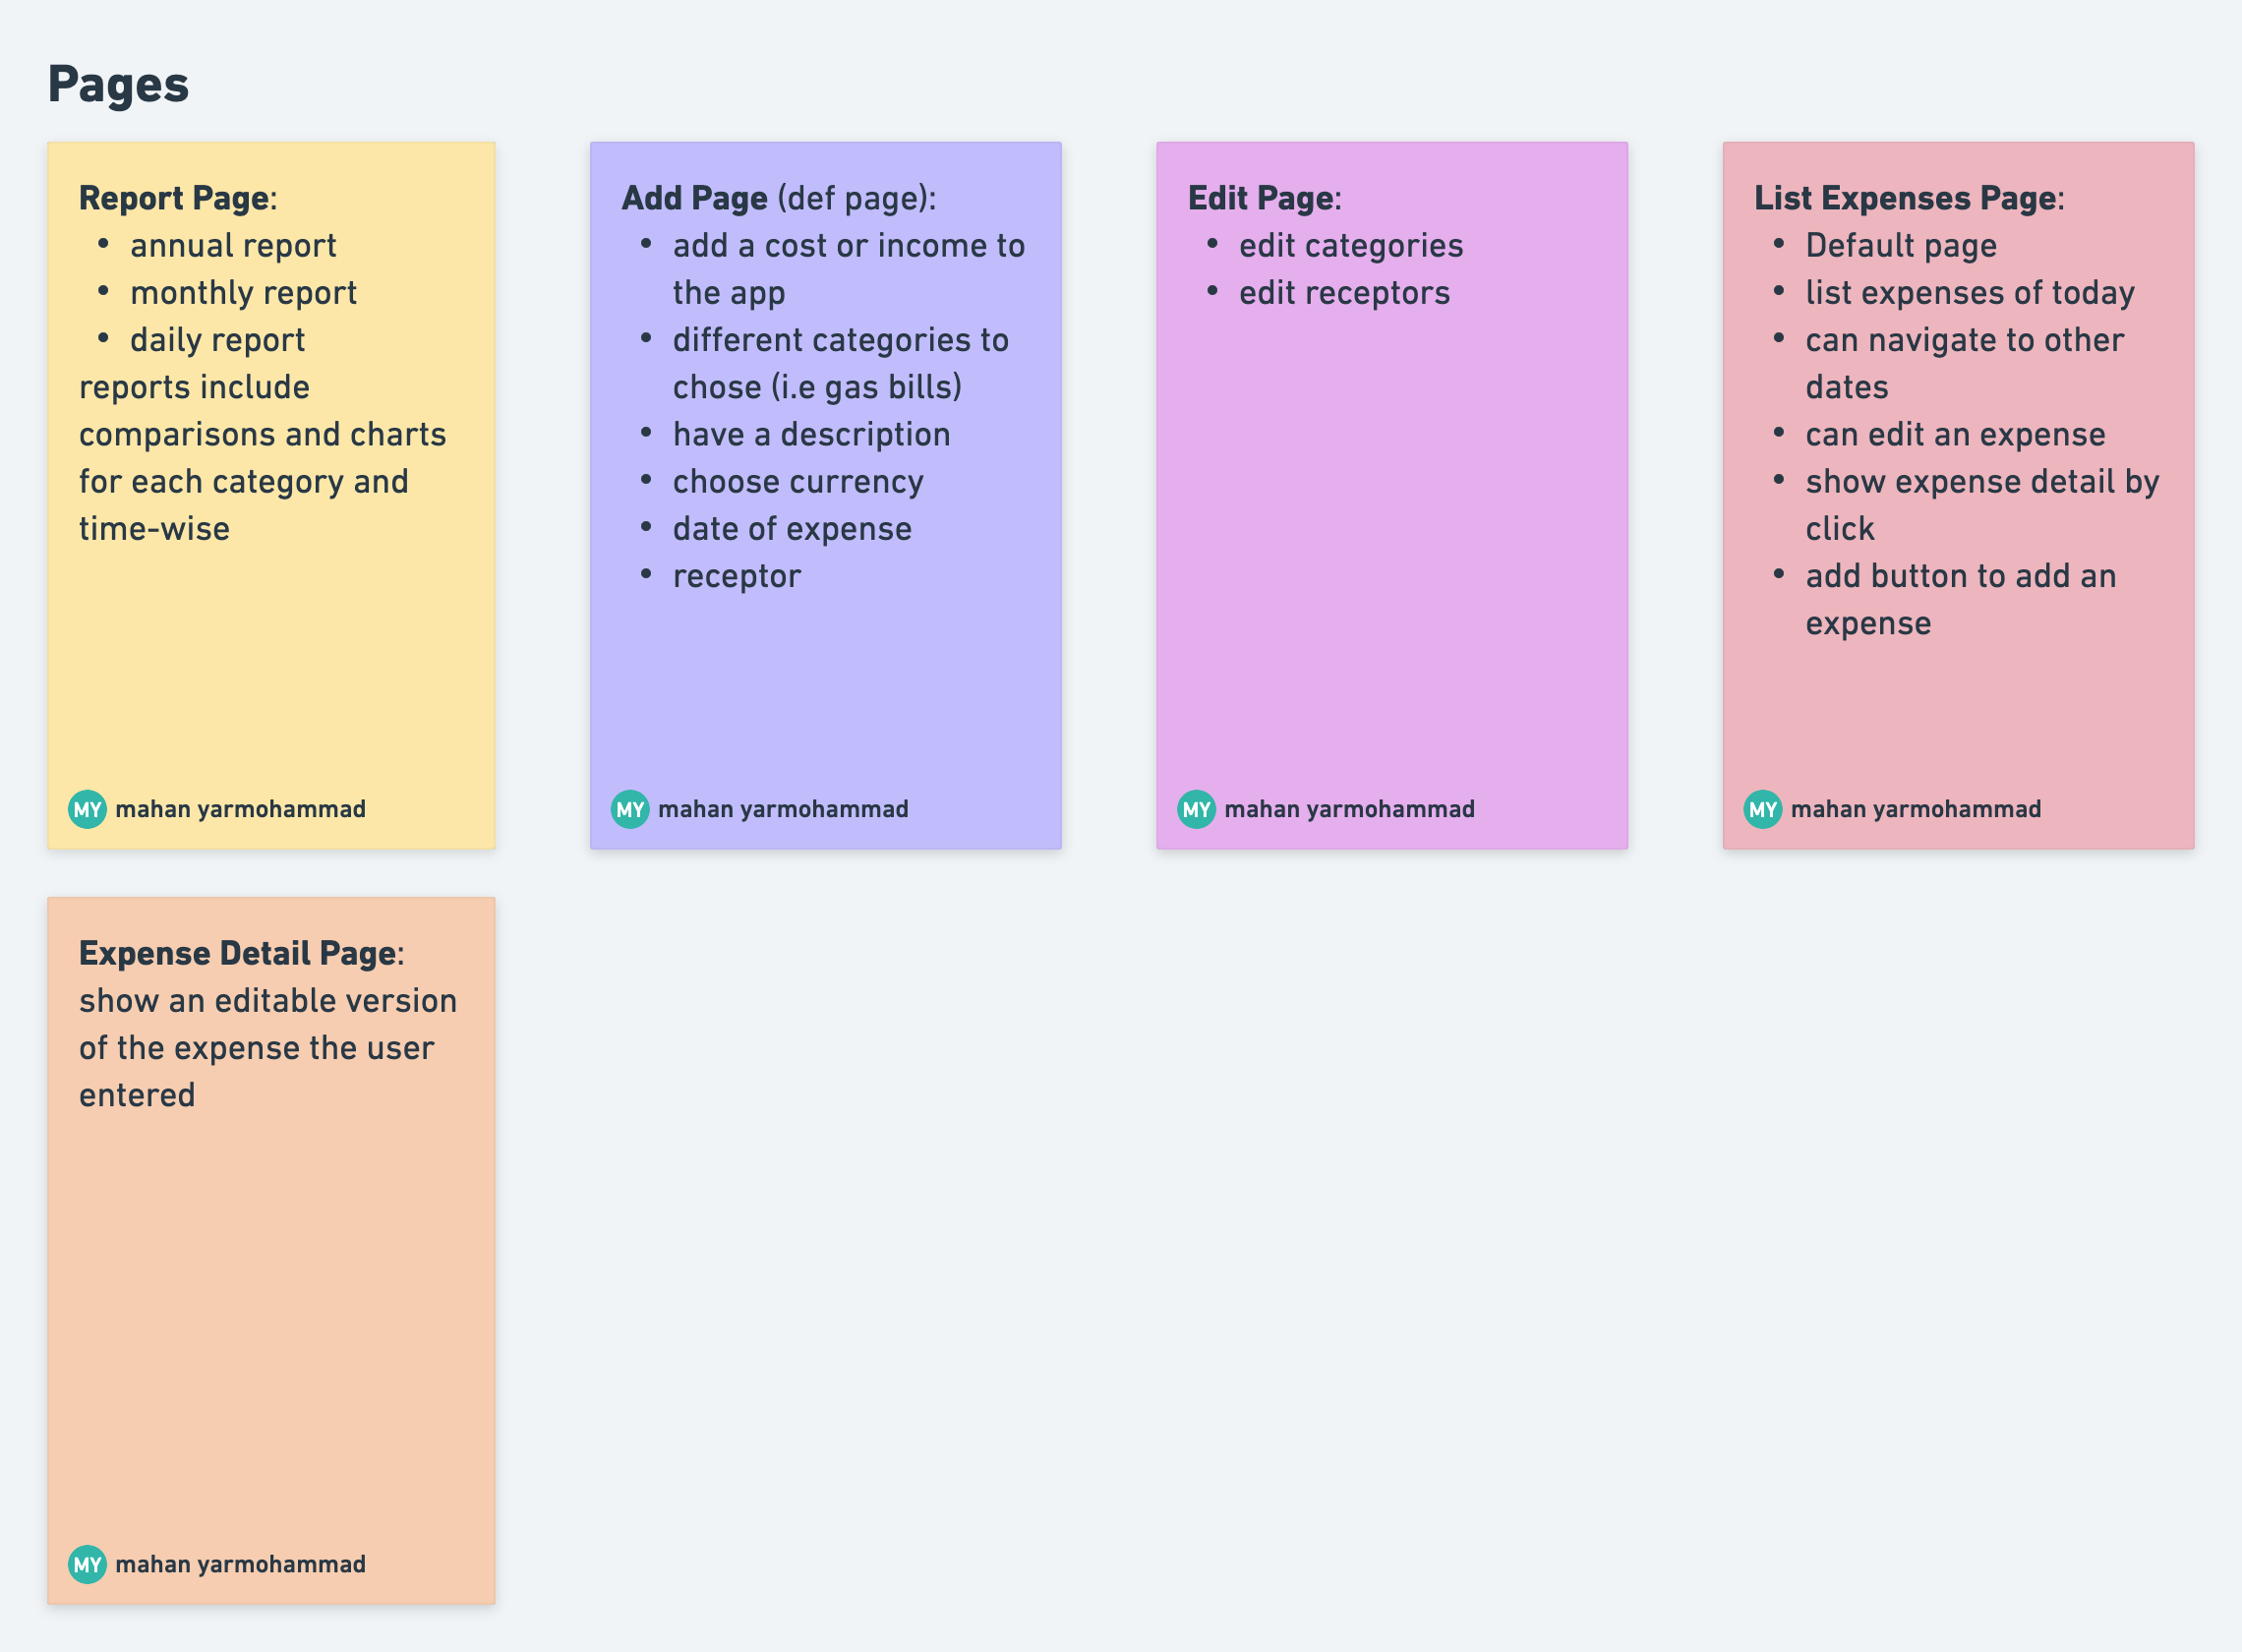 Pages
Report Page:
• annual report
• monthly report
• daily report
reports include
comparisons and charts
for each category and
time-wise
MY mahan yarmohammad
Add Page (def page):
• add a cost or income to
the app
• different categories to
chose (i.e gas bills)
• have a description
• choose currency
• date of expense
• receptor
MY mahan yarmohammad
Edit Page:
• edit categories
• edit receptors
MY mahan yarmohammad
List Expenses Page:
• Default page
• list expenses of today
• can navigate to other
dates
• can edit an expense
• show expense detail by
click
• add button to add an
expense
MY mahan yarmohammad
Expense Detail Page:
show an editable version
of the expense the user
entered
MY mahan yarmohammad